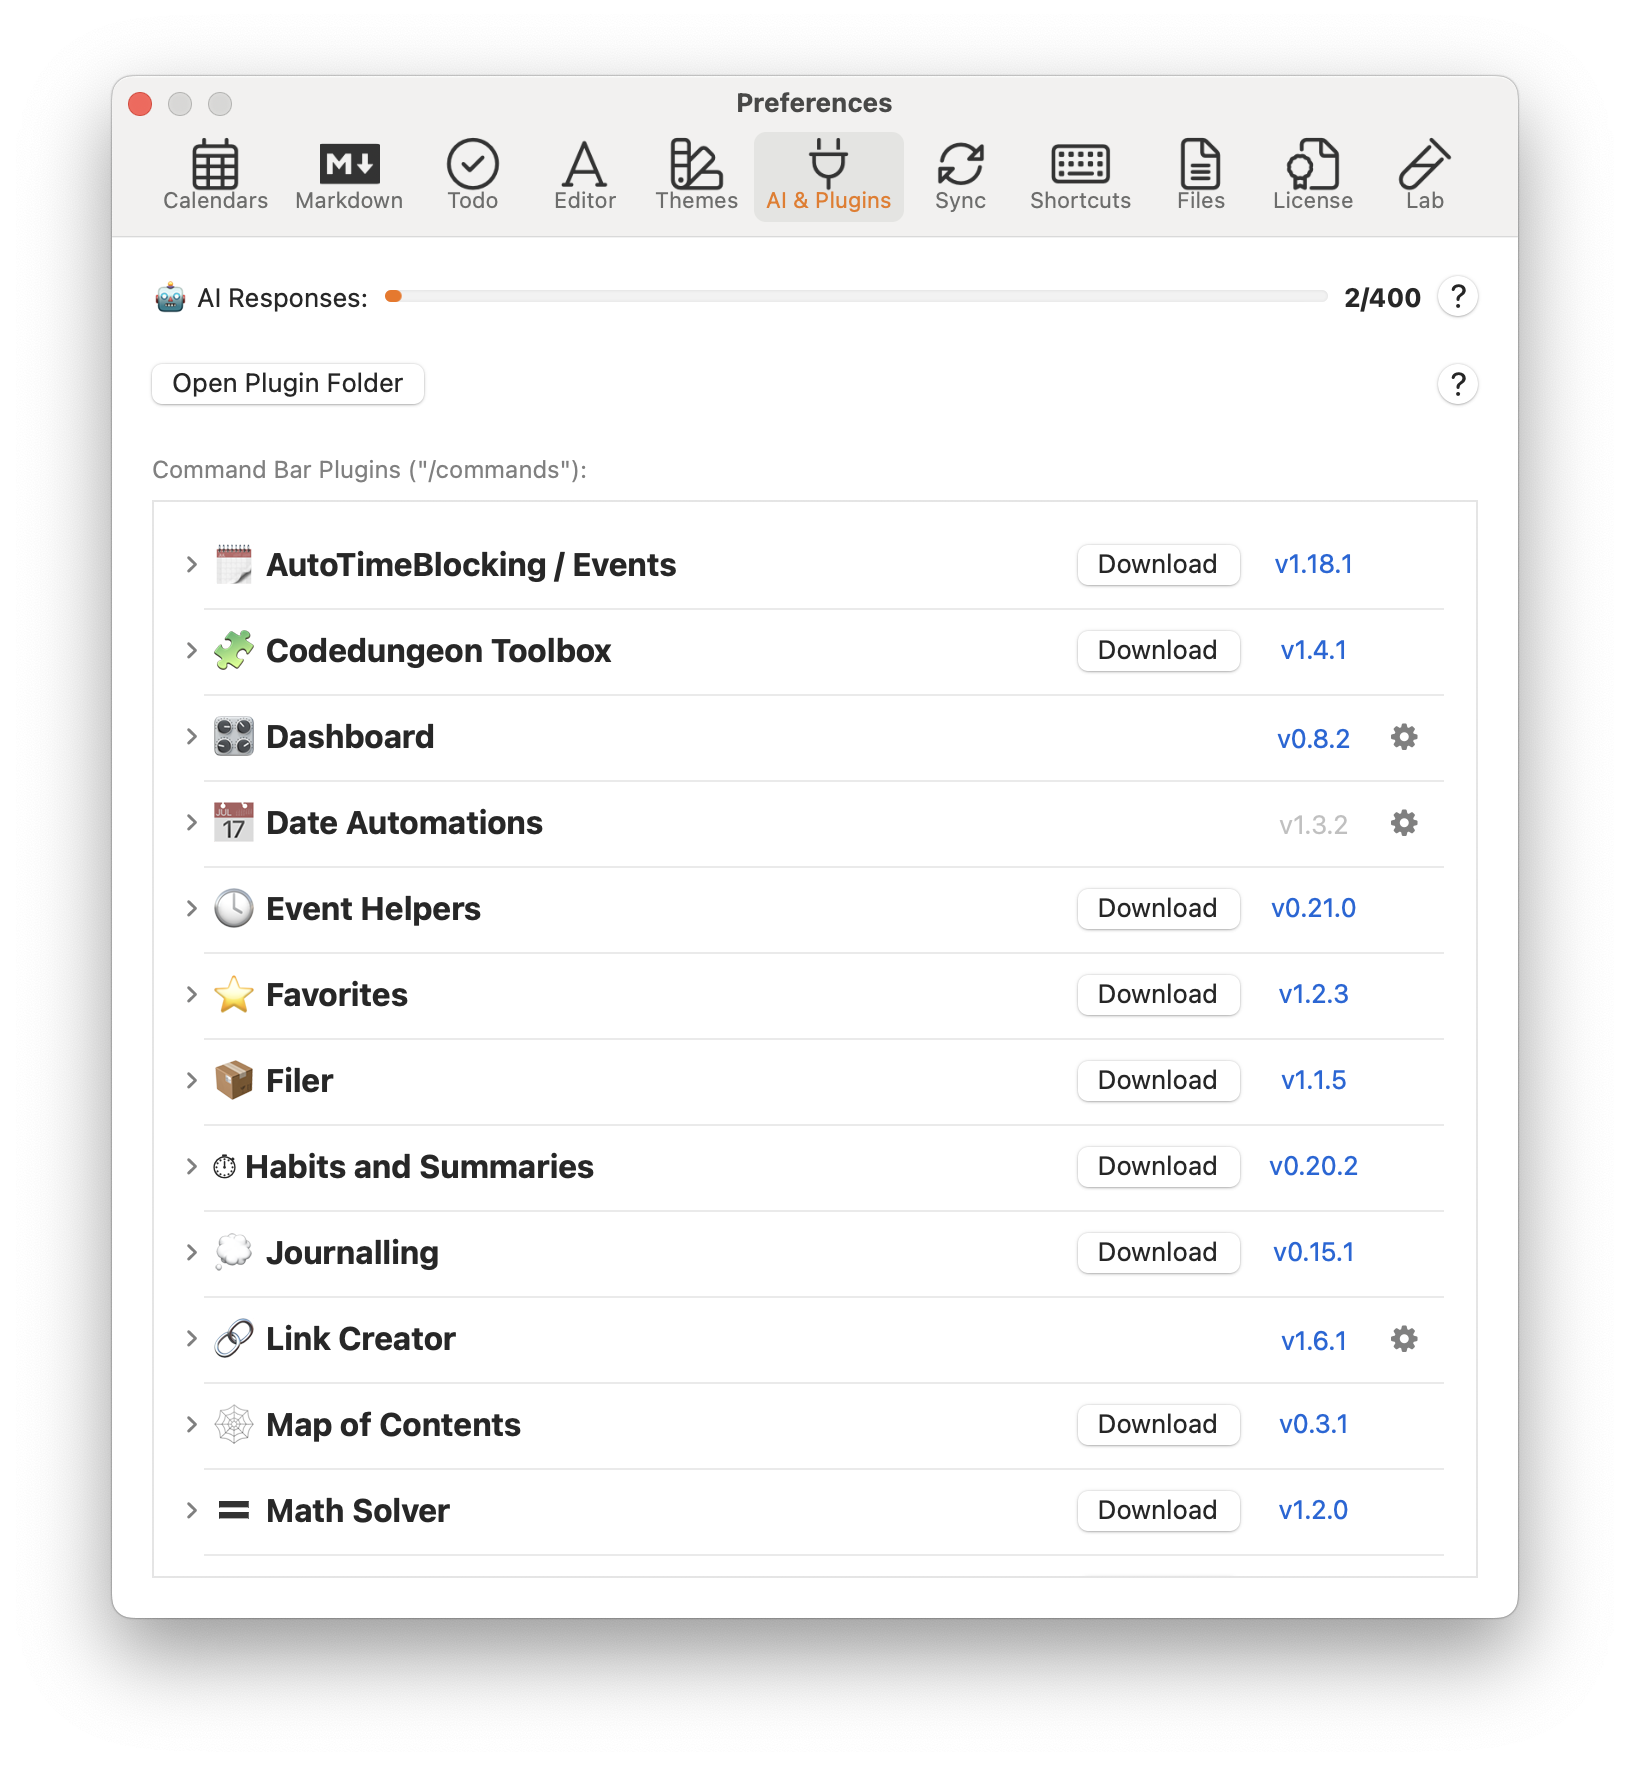 Preferences
Calendars Markdown Todo Editor Themes AI & Plugins Sync Shortcuts Files License Lab
AI Responses: 2/400 ?
Open Plugin Folder ?
Command Bar Plugins ("/commands"):
AutoTimeBlocking / Events Download v1.18.1
Codedungeon Toolbox Download v1.4.1
Dashboard v0.8.2
JUL 17 Date Automations v1.3.2
Event Helpers Download v0.21.0
Favorites Download v1.2.3
Filer Download v1.1.5
Habits and Summaries Download v0.20.2
Journalling Download v0.15.1
Link Creator v1.6.1
Map of Contents Download v0.3.1
Math Solver Download v1.2.0